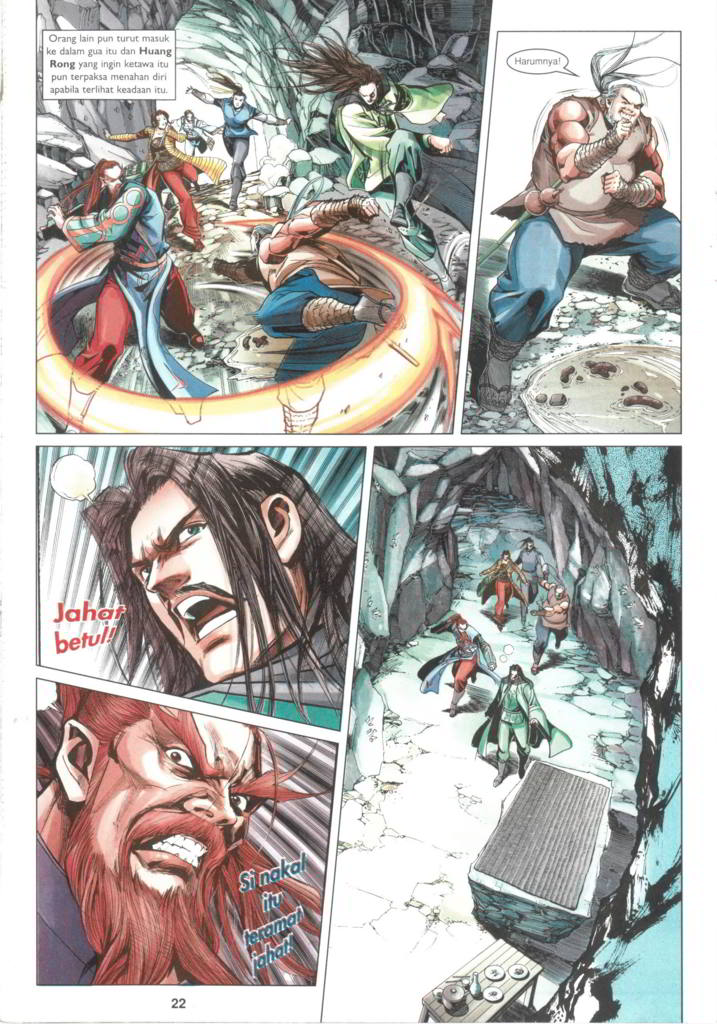 Orang lain pun turut masuk
ke dalam gua itu dan Huang
Rong yang ingin ketawa itu
pun terpaksa menahan diri
apabila terlihat keadaan itu.
Harumnya!
Jahat
betul!
Si nakal
itu
teramat
jahat!
22